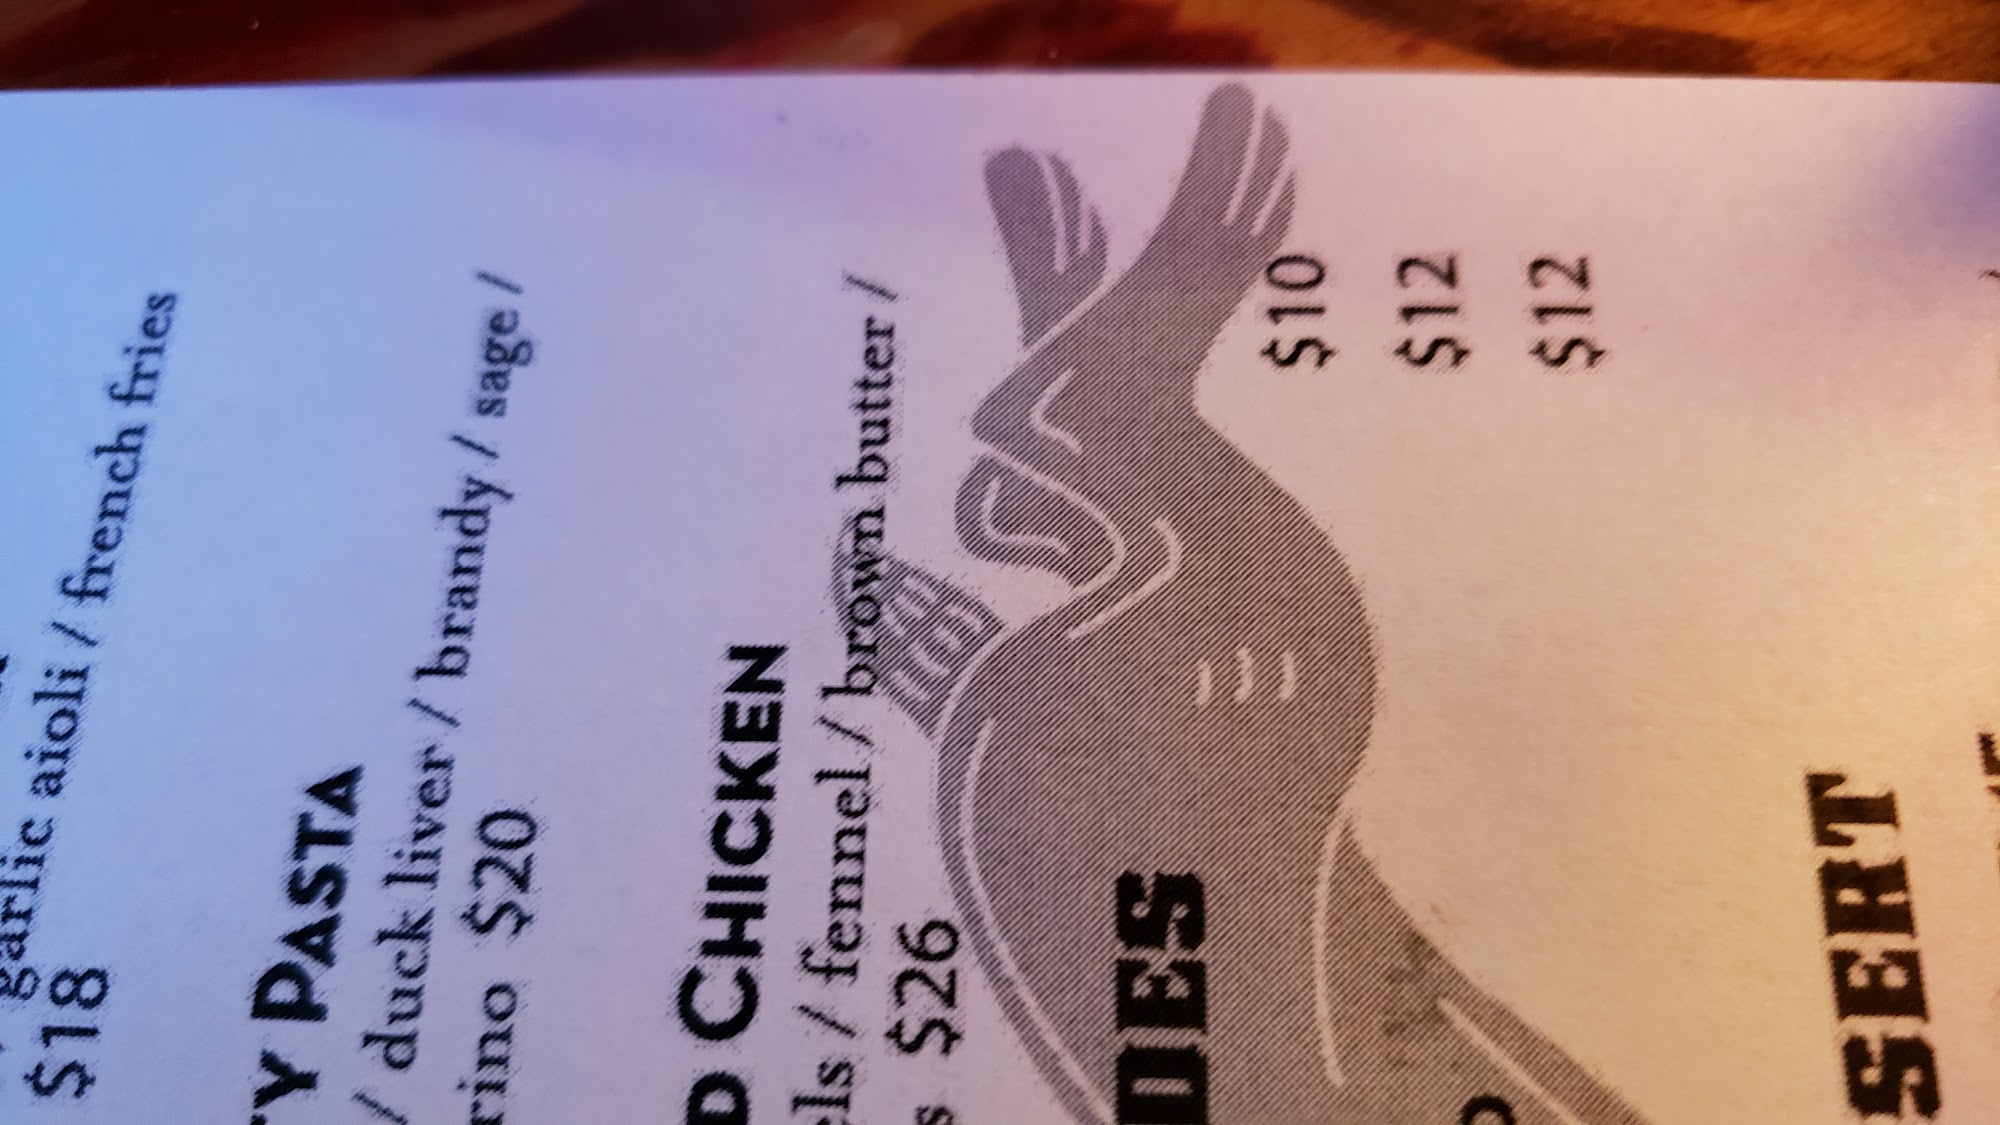 garlic aioli / french fries
$18
TY PASTA
/ duck liver / brandy / sage /
rino $20
D CHICKEN
els / fennel / brown butter /
s $26
DES
$10
$12
$12
SERT